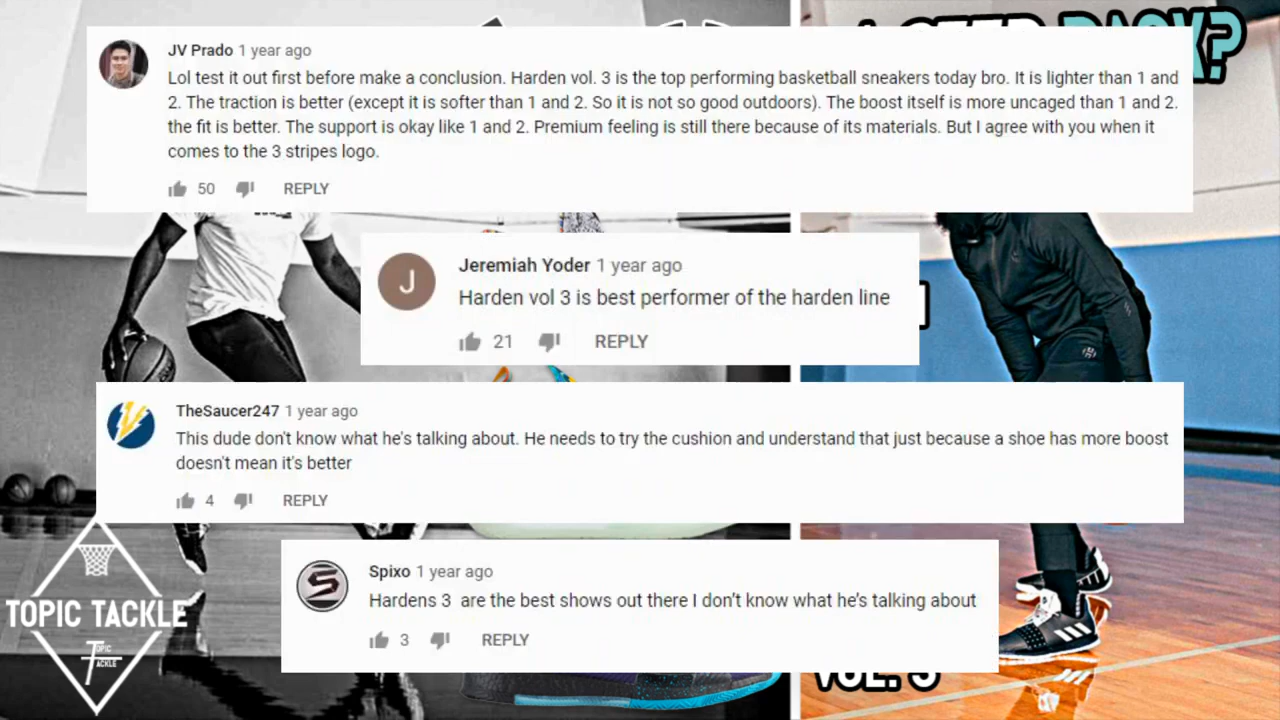 A STEP BACK?
JV Prado 1 year ago
Lol test it out first before make a conclusion. Harden vol. 3 is the top performing basketball sneakers today bro. It is lighter than 1 and
2. The traction is better (except it is softer than 1 and 2. So it is not so good outdoors). The boost itself is more uncaged than 1 and 2.
the fit is better. The support is okay like 1 and 2. Premium feeling is still there because of its materials. But I agree with you when it
comes to the 3 stripes logo.
50 REPLY
J
Jeremiah Yoder 1 year ago
Harden vol 3 is best performer of the harden line
21 REPLY
TheSaucer247 1 year ago
This dude don't know what he's talking about. He needs to try the cushion and understand that just because a shoe has more boost
doesn't mean it's better
4 REPLY
Spixo 1 year ago
Hardens 3 are the best shows out there I don't know what he's talking about
3 REPLY
TOPIC TACKLE
TOPIC
TACKLE
VOL. 3